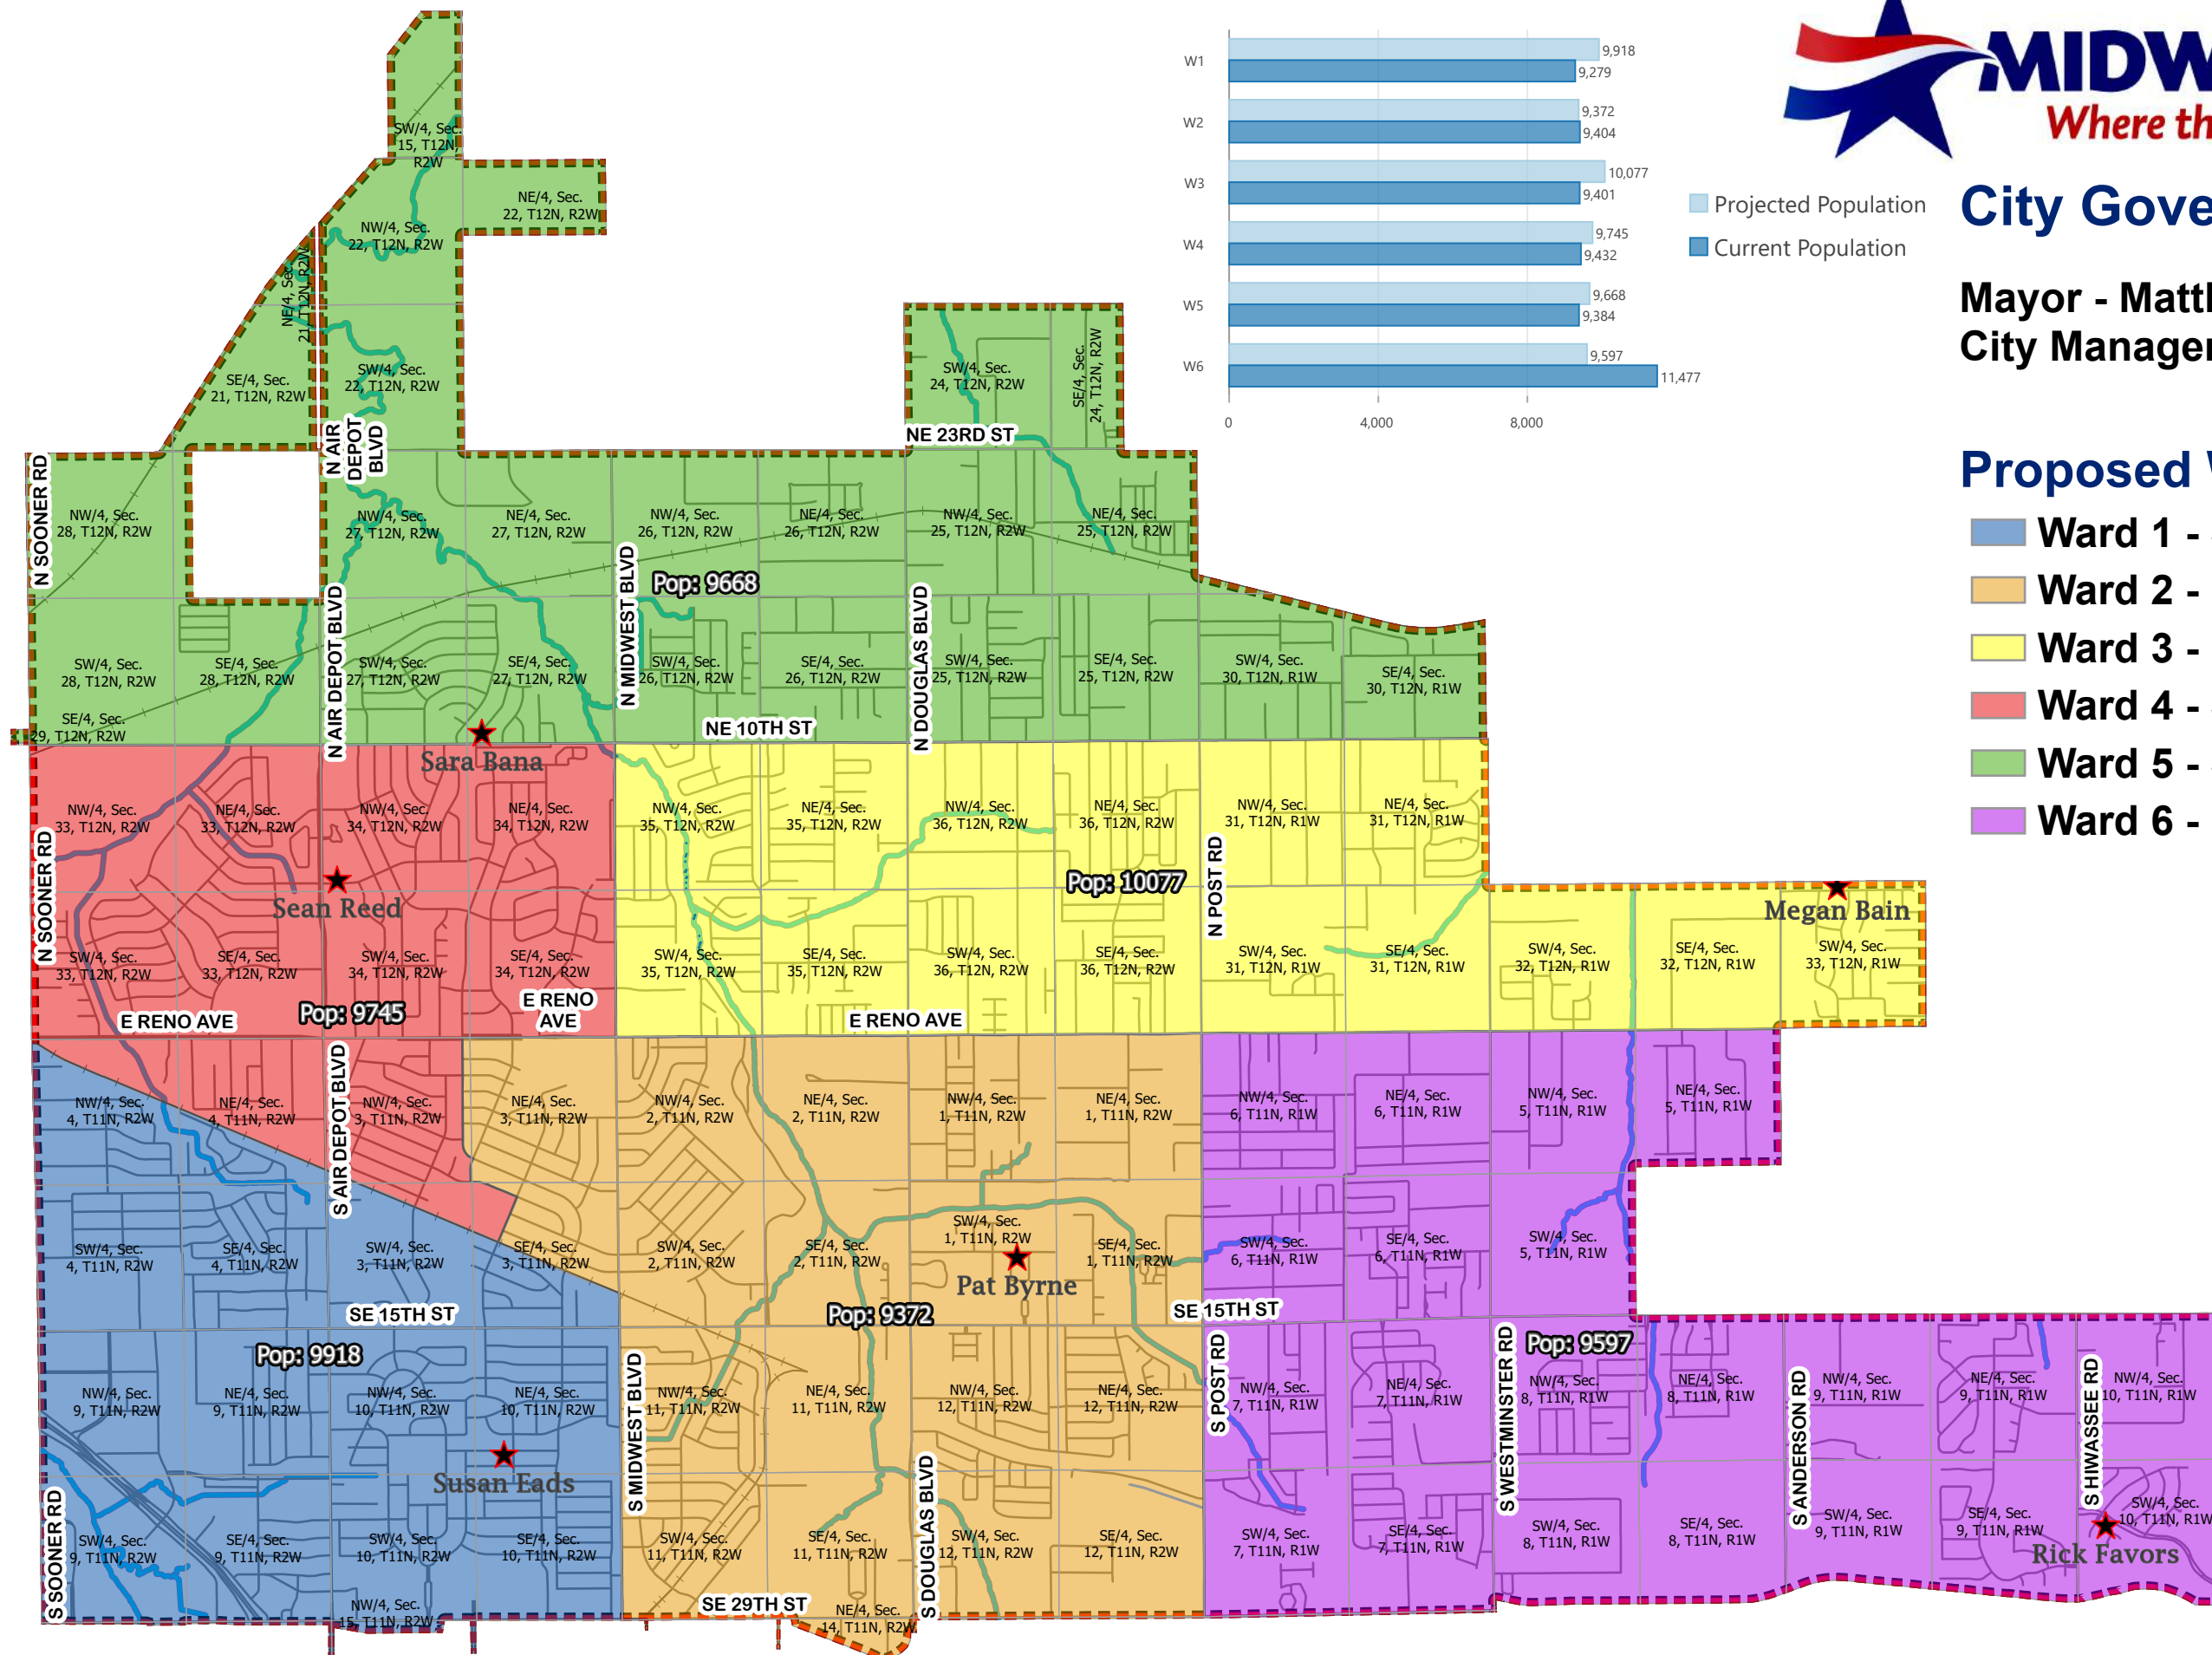 MIDW
Where th
City Gove
Mayor - Matth
City Manager
Proposed W
Ward 1 -
Ward 2 -
Ward 3 -
Ward 4 -
Ward 5 -
Ward 6 -
W1
9,918
9,279
W2
9,372
9,404
W3
10,077
9,401
W4
9,745
9,432
W5
9,668
9,384
W6
9,597
11,477
0
4,000
8,000
Projected Population
Current Population
SW/4, Sec.
15, T12N,
R2W
NE/4, Sec.
22, T12N, R2W
NW/4, Sec.
22, T12N, R2W
NE/4, Sec.
21, T12N, R2W
SE/4, Sec.
21, T12N, R2W
SW/4, Sec.
22, T12N, R2W
SW/4, Sec.
24, T12N, R2W
SE/4, Sec.
24, T12N, R2W
NE 23RD ST
N AIR
DEPOT
BLVD
N SOONER RD
NW/4, Sec.
28, T12N, R2W
NW/4, Sec.
27, T12N, R2W
NE/4, Sec.
27, T12N, R2W
NW/4, Sec.
26, T12N, R2W
NE/4, Sec.
26, T12N, R2W
NW/4, Sec.
25, T12N, R2W
NE/4, Sec.
25, T12N, R2W
N MIDWEST BLVD
Pop: 9668
N AIR DEPOT BLVD
N DOUGLAS BLVD
SW/4, Sec.
28, T12N, R2W
SE/4, Sec.
28, T12N, R2W
SW/4, Sec.
27, T12N, R2W
SE/4, Sec.
27, T12N, R2W
SW/4, Sec.
26, T12N, R2W
SE/4, Sec.
26, T12N, R2W
SW/4, Sec.
25, T12N, R2W
SE/4, Sec.
25, T12N, R2W
SW/4, Sec.
30, T12N, R1W
SE/4, Sec.
30, T12N, R1W
SE/4, Sec.
29, T12N, R2W
NE 10TH ST
Sara Bana
NW/4, Sec.
33, T12N, R2W
NE/4, Sec.
33, T12N, R2W
NW/4, Sec.
34, T12N, R2W
NE/4, Sec.
34, T12N, R2W
NW/4, Sec.
35, T12N, R2W
NE/4, Sec.
35, T12N, R2W
NW/4, Sec.
36, T12N, R2W
NE/4, Sec.
36, T12N, R2W
NW/4, Sec.
31, T12N, R1W
NE/4, Sec.
31, T12N, R1W
N SOONER RD
N POST RD
Pop: 10077
Sean Reed
Megan Bain
SW/4, Sec.
33, T12N, R2W
SE/4, Sec.
33, T12N, R2W
SW/4, Sec.
34, T12N, R2W
SE/4, Sec.
34, T12N, R2W
SW/4, Sec.
35, T12N, R2W
SE/4, Sec.
35, T12N, R2W
SW/4, Sec.
36, T12N, R2W
SE/4, Sec.
36, T12N, R2W
SW/4, Sec.
31, T12N, R1W
SE/4, Sec.
31, T12N, R1W
SW/4, Sec.
32, T12N, R1W
SE/4, Sec.
32, T12N, R1W
SW/4, Sec.
33, T12N, R1W
E RENO AVE
Pop: 9745
E RENO
AVE
E RENO AVE
S AIR DEPOT BLVD
NW/4, Sec.
4, T11N, R2W
NE/4, Sec.
4, T11N, R2W
NW/4, Sec.
3, T11N, R2W
NE/4, Sec.
3, T11N, R2W
NW/4, Sec.
2, T11N, R2W
NE/4, Sec.
2, T11N, R2W
NW/4, Sec.
1, T11N, R2W
NE/4, Sec.
1, T11N, R2W
NW/4, Sec.
6, T11N, R1W
NE/4, Sec.
6, T11N, R1W
NW/4, Sec.
5, T11N, R1W
NE/4, Sec.
5, T11N, R1W
SW/4, Sec.
4, T11N, R2W
SE/4, Sec.
4, T11N, R2W
SW/4, Sec.
3, T11N, R2W
SE/4, Sec.
3, T11N, R2W
SW/4, Sec.
2, T11N, R2W
SE/4, Sec.
2, T11N, R2W
SW/4, Sec.
1, T11N, R2W
SE/4, Sec.
1, T11N, R2W
SW/4, Sec.
6, T11N, R1W
SE/4, Sec.
6, T11N, R1W
SW/4, Sec.
5, T11N, R1W
Pat Byrne
SE 15TH ST
Pop: 9372
SE 15TH ST
Pop: 9918
Pop: 9597
S MIDWEST BLVD
S POST RD
S WESTMINSTER RD
S ANDERSON RD
S HIWASSEE RD
NW/4, Sec.
9, T11N, R2W
NE/4, Sec.
9, T11N, R2W
NW/4, Sec.
10, T11N, R2W
NE/4, Sec.
10, T11N, R2W
NW/4, Sec.
11, T11N, R2W
NE/4, Sec.
11, T11N, R2W
NW/4, Sec.
12, T11N, R2W
NE/4, Sec.
12, T11N, R2W
NW/4, Sec.
7, T11N, R1W
NE/4, Sec.
7, T11N, R1W
NW/4, Sec.
8, T11N, R1W
NE/4, Sec.
8, T11N, R1W
NW/4, Sec.
9, T11N, R1W
NE/4, Sec.
9, T11N, R1W
NW/4, Sec.
10, T11N, R1W
Susan Eads
S SOONER RD
S DOUGLAS BLVD
SW/4, Sec.
9, T11N, R2W
SE/4, Sec.
9, T11N, R2W
SW/4, Sec.
10, T11N, R2W
SE/4, Sec.
10, T11N, R2W
SW/4, Sec.
11, T11N, R2W
SE/4, Sec.
11, T11N, R2W
SW/4, Sec.
12, T11N, R2W
SE/4, Sec.
12, T11N, R2W
SW/4, Sec.
7, T11N, R1W
SE/4, Sec.
7, T11N, R1W
SW/4, Sec.
8, T11N, R1W
SE/4, Sec.
8, T11N, R1W
SW/4, Sec.
9, T11N, R1W
SE/4, Sec.
9, T11N, R1W
SW/4, Sec.
10, T11N, R1W
Rick Favors
SE 29TH ST
NW/4, Sec.
15, T11N, R2W
NE/4, Sec.
14, T11N, R2W